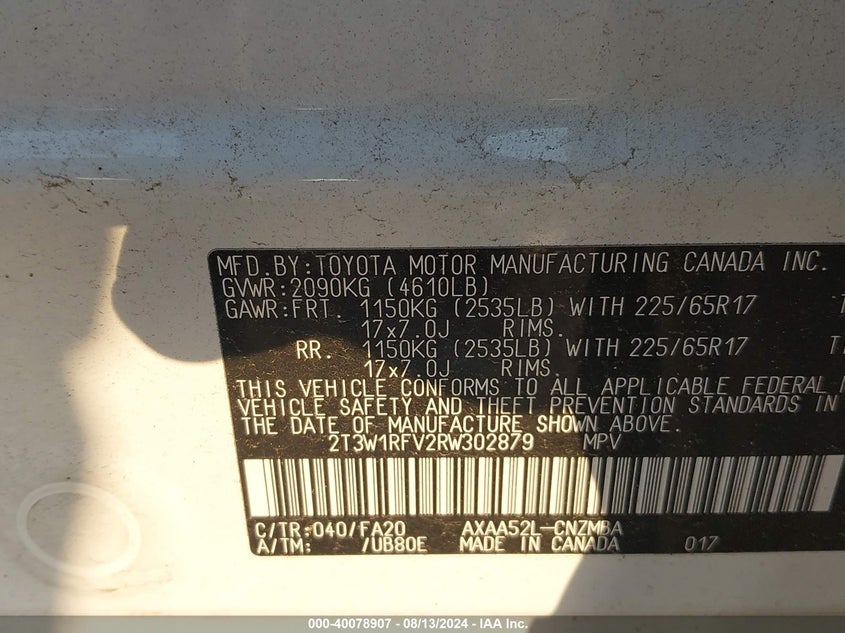 MFD.BY:TOYOTA MOTOR MANUFACTURING CANADA INC.
GVWR:2090KG (4610LB)
GAWR:FRT. 1150KG (2535LB) WITH 225/65R17
17x7.0J RIMS.
RR. 1150KG (2535LB) WITH 225/65R17
17x7.0J RIMS.
THIS VEHICLE CONFORMS TO ALL APPLICABLE FEDERAL
VEHICLE SAFETY AND THEFT PREVENTION STANDARDS IN
THE DATE OF MANUFACTURE SHOWN ABOVE.
2T3W1RFV2RW302879 MPV
C/TR:040/FA20 AXAA52L-CNZMBA
A/TM: /UB80E MADE IN CANADA 017
000-40078907 - 08/13/2024 - IAA Inc.